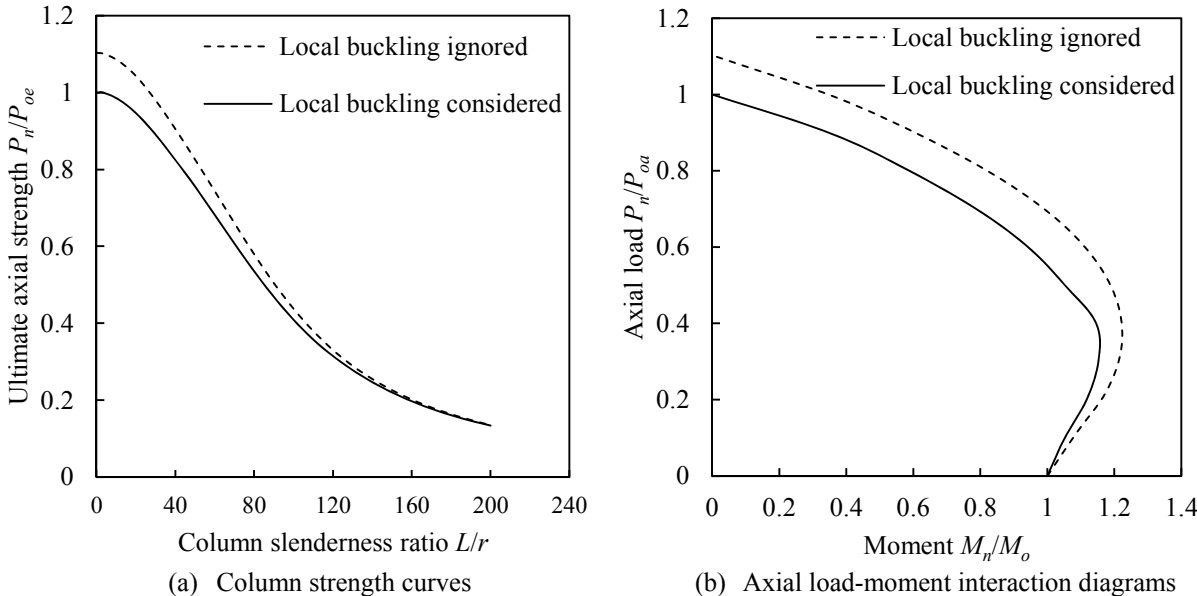 Ultimate axial strength Pn/Poe
1.2
1
0.8
0.6
0.4
0.2
0
Local buckling ignored
Local buckling considered
0 40 80 120 160 200 240
Column slenderness ratio L/r
(a) Column strength curves
Axial load Pn/Poa
1.2
1
0.8
0.6
0.4
0.2
0
Local buckling ignored
Local buckling considered
0 0.2 0.4 0.6 0.8 1 1.2 1.4
Moment Mn/Mo
(b) Axial load-moment interaction diagrams